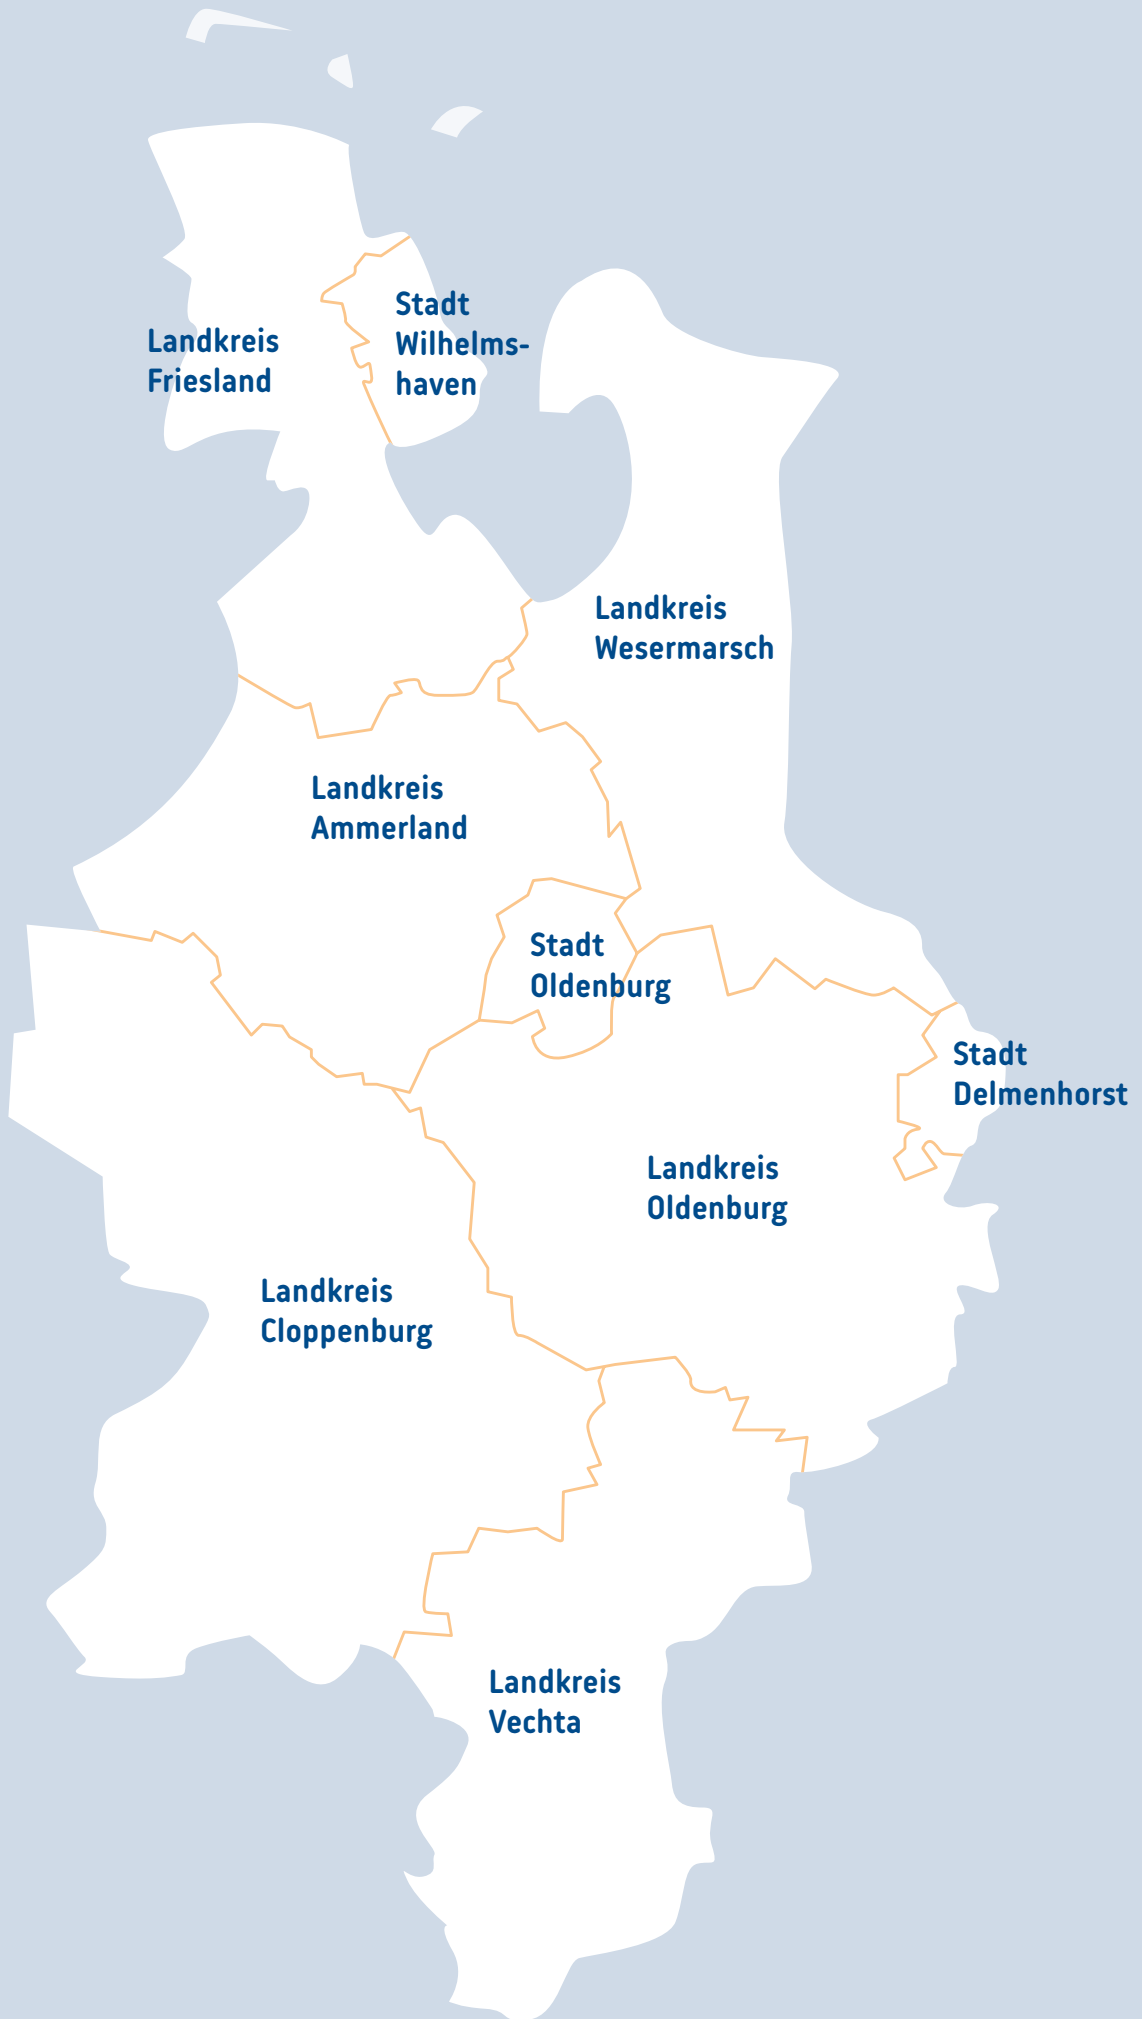 Stadt
Wilhelms-
haven
Landkreis
Friesland
Landkreis
Wesermarsch
Landkreis
Ammerland
Stadt
Oldenburg
Stadt
Delmenhorst
Landkreis
Oldenburg
Landkreis
Cloppenburg
Landkreis
Vechta